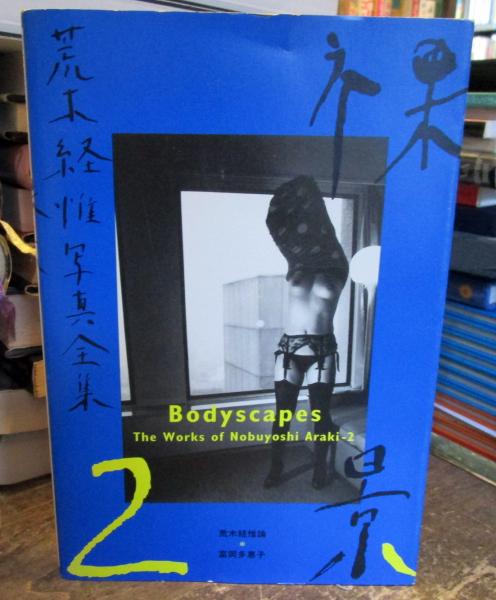 裸景
荒木経惟写真全集
2
Bodyscapes
The Works of Nobuyoshi Araki-2
荒木経惟論
富岡多惠子